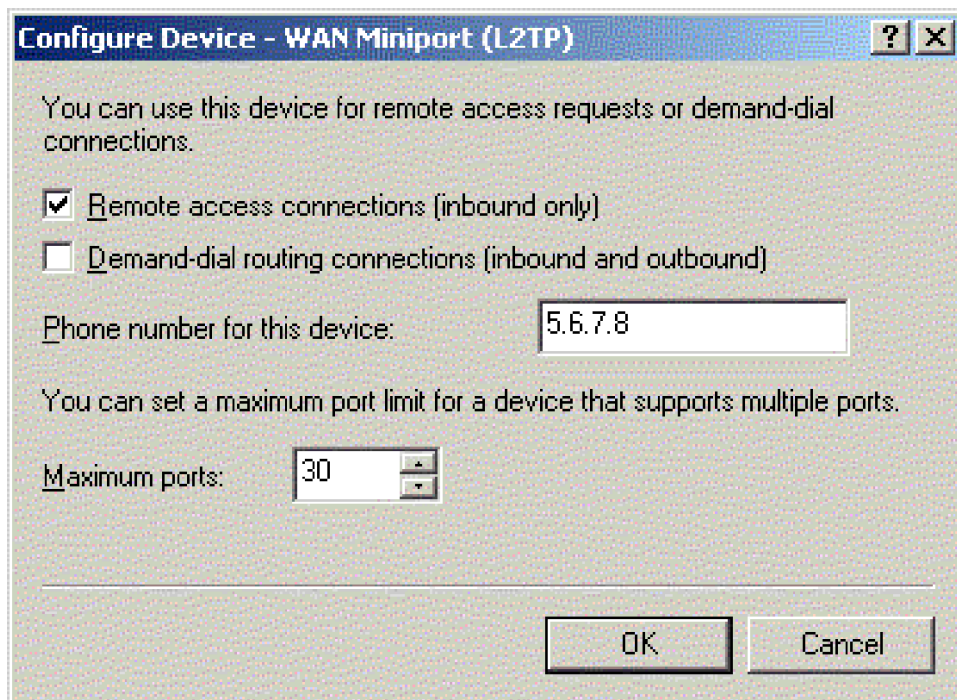 Configure Device - WAN Miniport (L2TP)
You can use this device for remote access requests or demand-dial
connections.
Remote access connections (inbound only)
Demand-dial routing connections (inbound and outbound)
Phone number for this device: 5.6.7.8
You can set a maximum port limit for a device that supports multiple ports.
Maximum ports: 30
OK Cancel